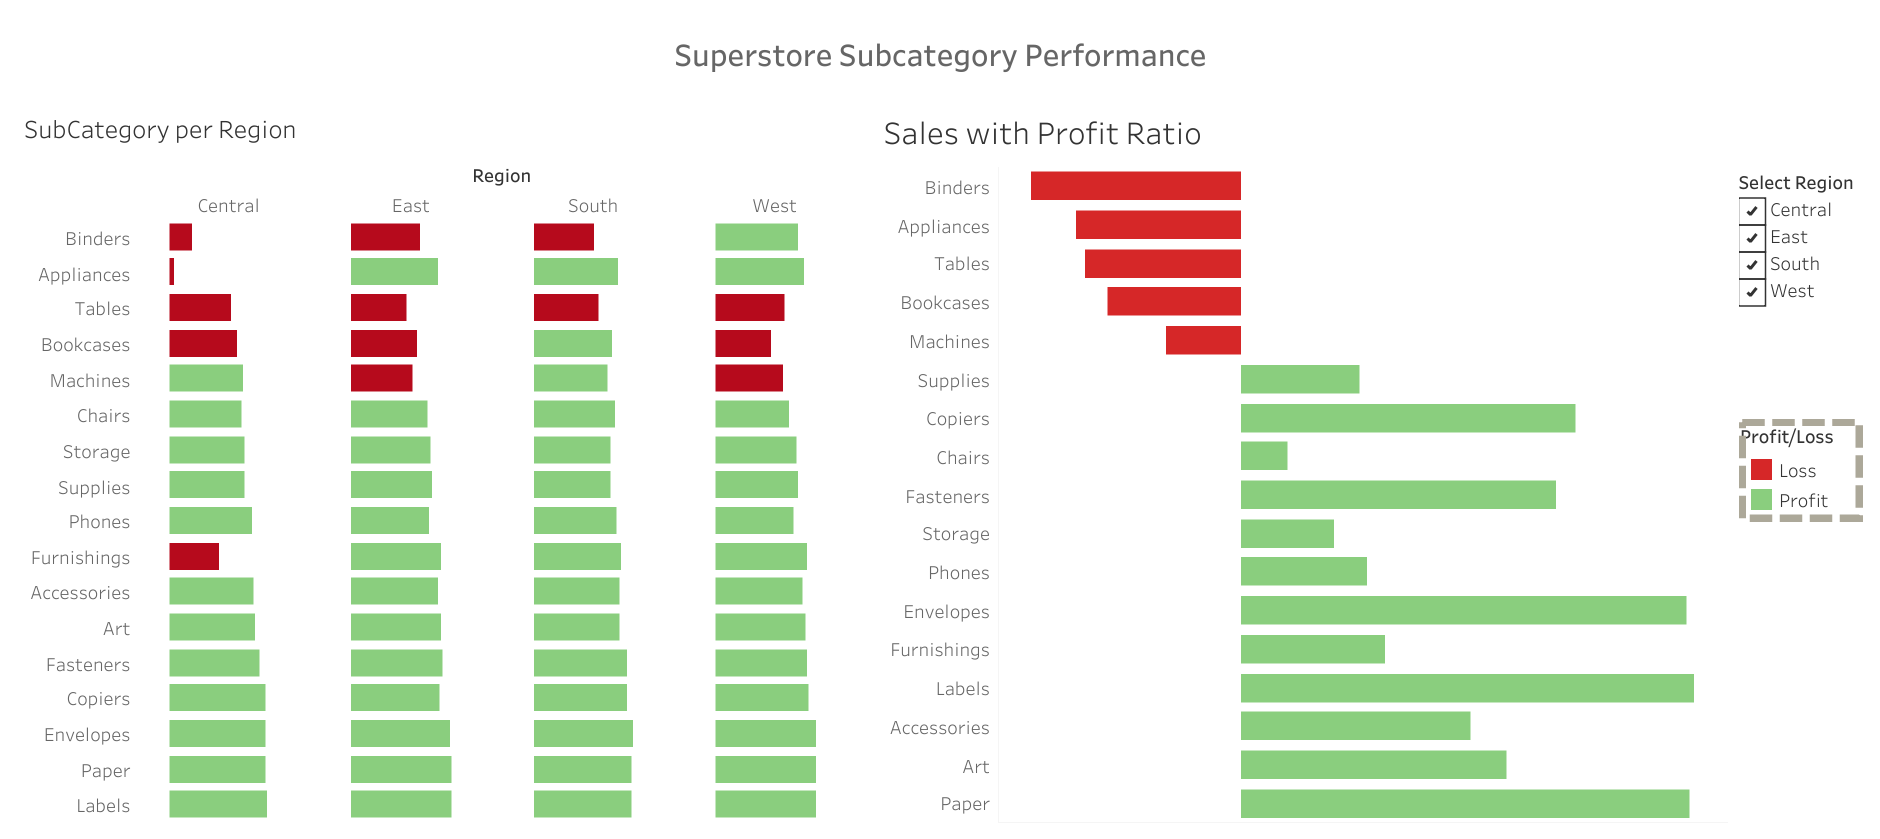 Superstore Subcategory Performance
SubCategory per Region
Region
Central East South West
Binders
Appliances
Tables
Bookcases
Machines
Chairs
Storage
Supplies
Phones
Furnishings
Accessories
Art
Fasteners
Copiers
Envelopes
Paper
Labels
Sales with Profit Ratio
Binders
Appliances
Tables
Bookcases
Machines
Supplies
Copiers
Chairs
Fasteners
Storage
Phones
Envelopes
Furnishings
Labels
Accessories
Art
Paper
Select Region
Central
East
South
West
Profit/Loss
Loss
Profit